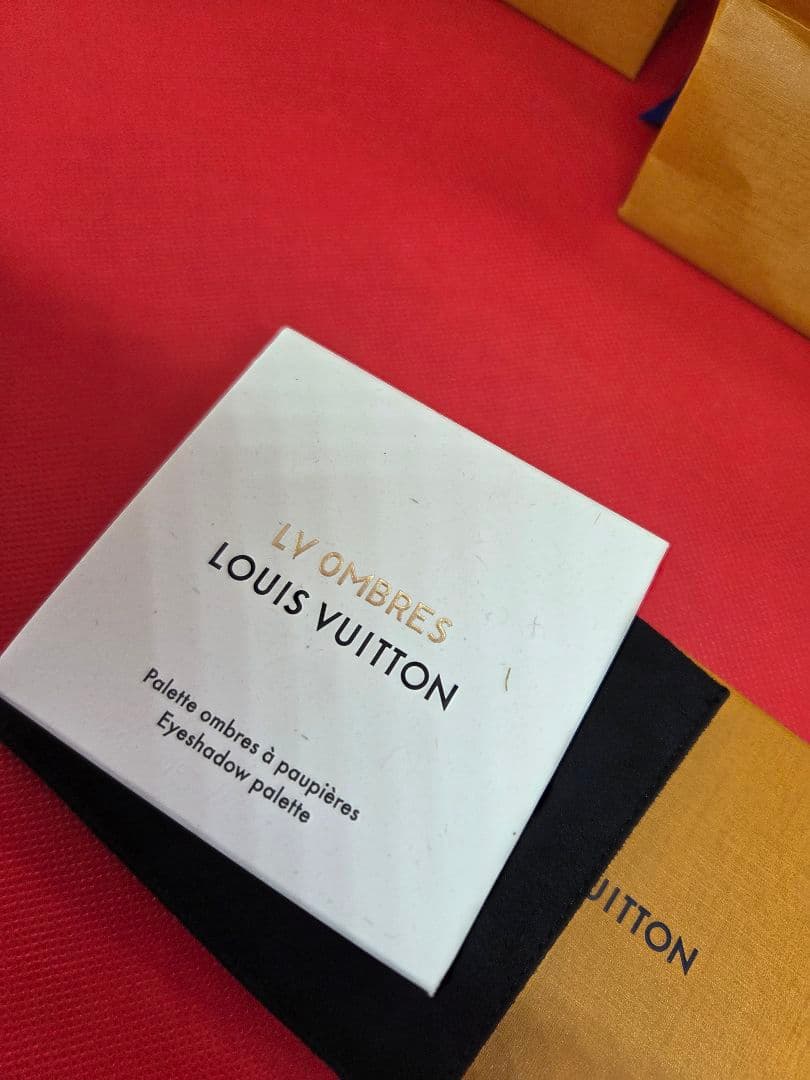 LV OMBRES
LOUIS VUITTON
Palette ombres à paupières
Eyeshadow palette
UITTON